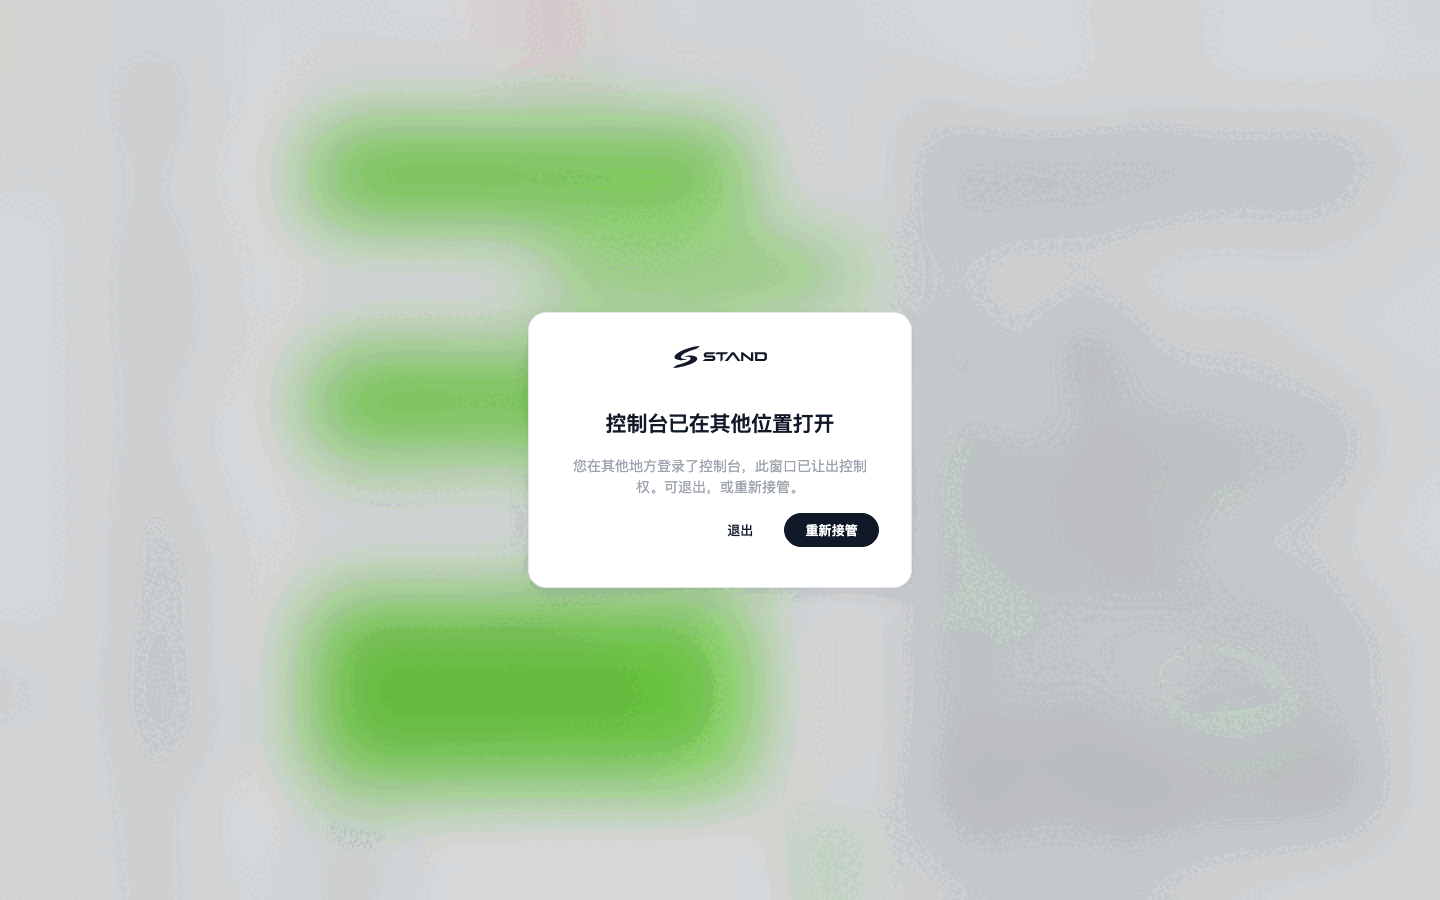 STAND
控制台已在其他位置打开
您在其他地方登录了控制台，此窗口已让出控制
权。可退出，或重新接管。
退出
重新接管